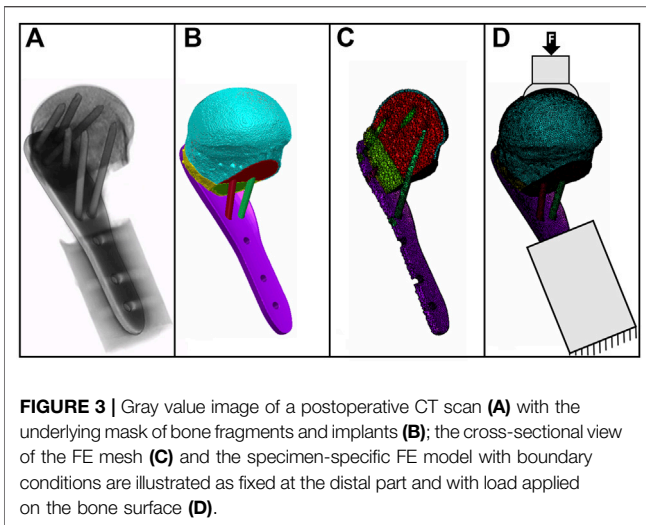 A B C D
F
FIGURE 3 | Gray value image of a postoperative CT scan (A) with the
underlying mask of bone fragments and implants (B); the cross-sectional view
of the FE mesh (C) and the specimen-specific FE model with boundary
conditions are illustrated as fixed at the distal part and with load applied
on the bone surface (D).